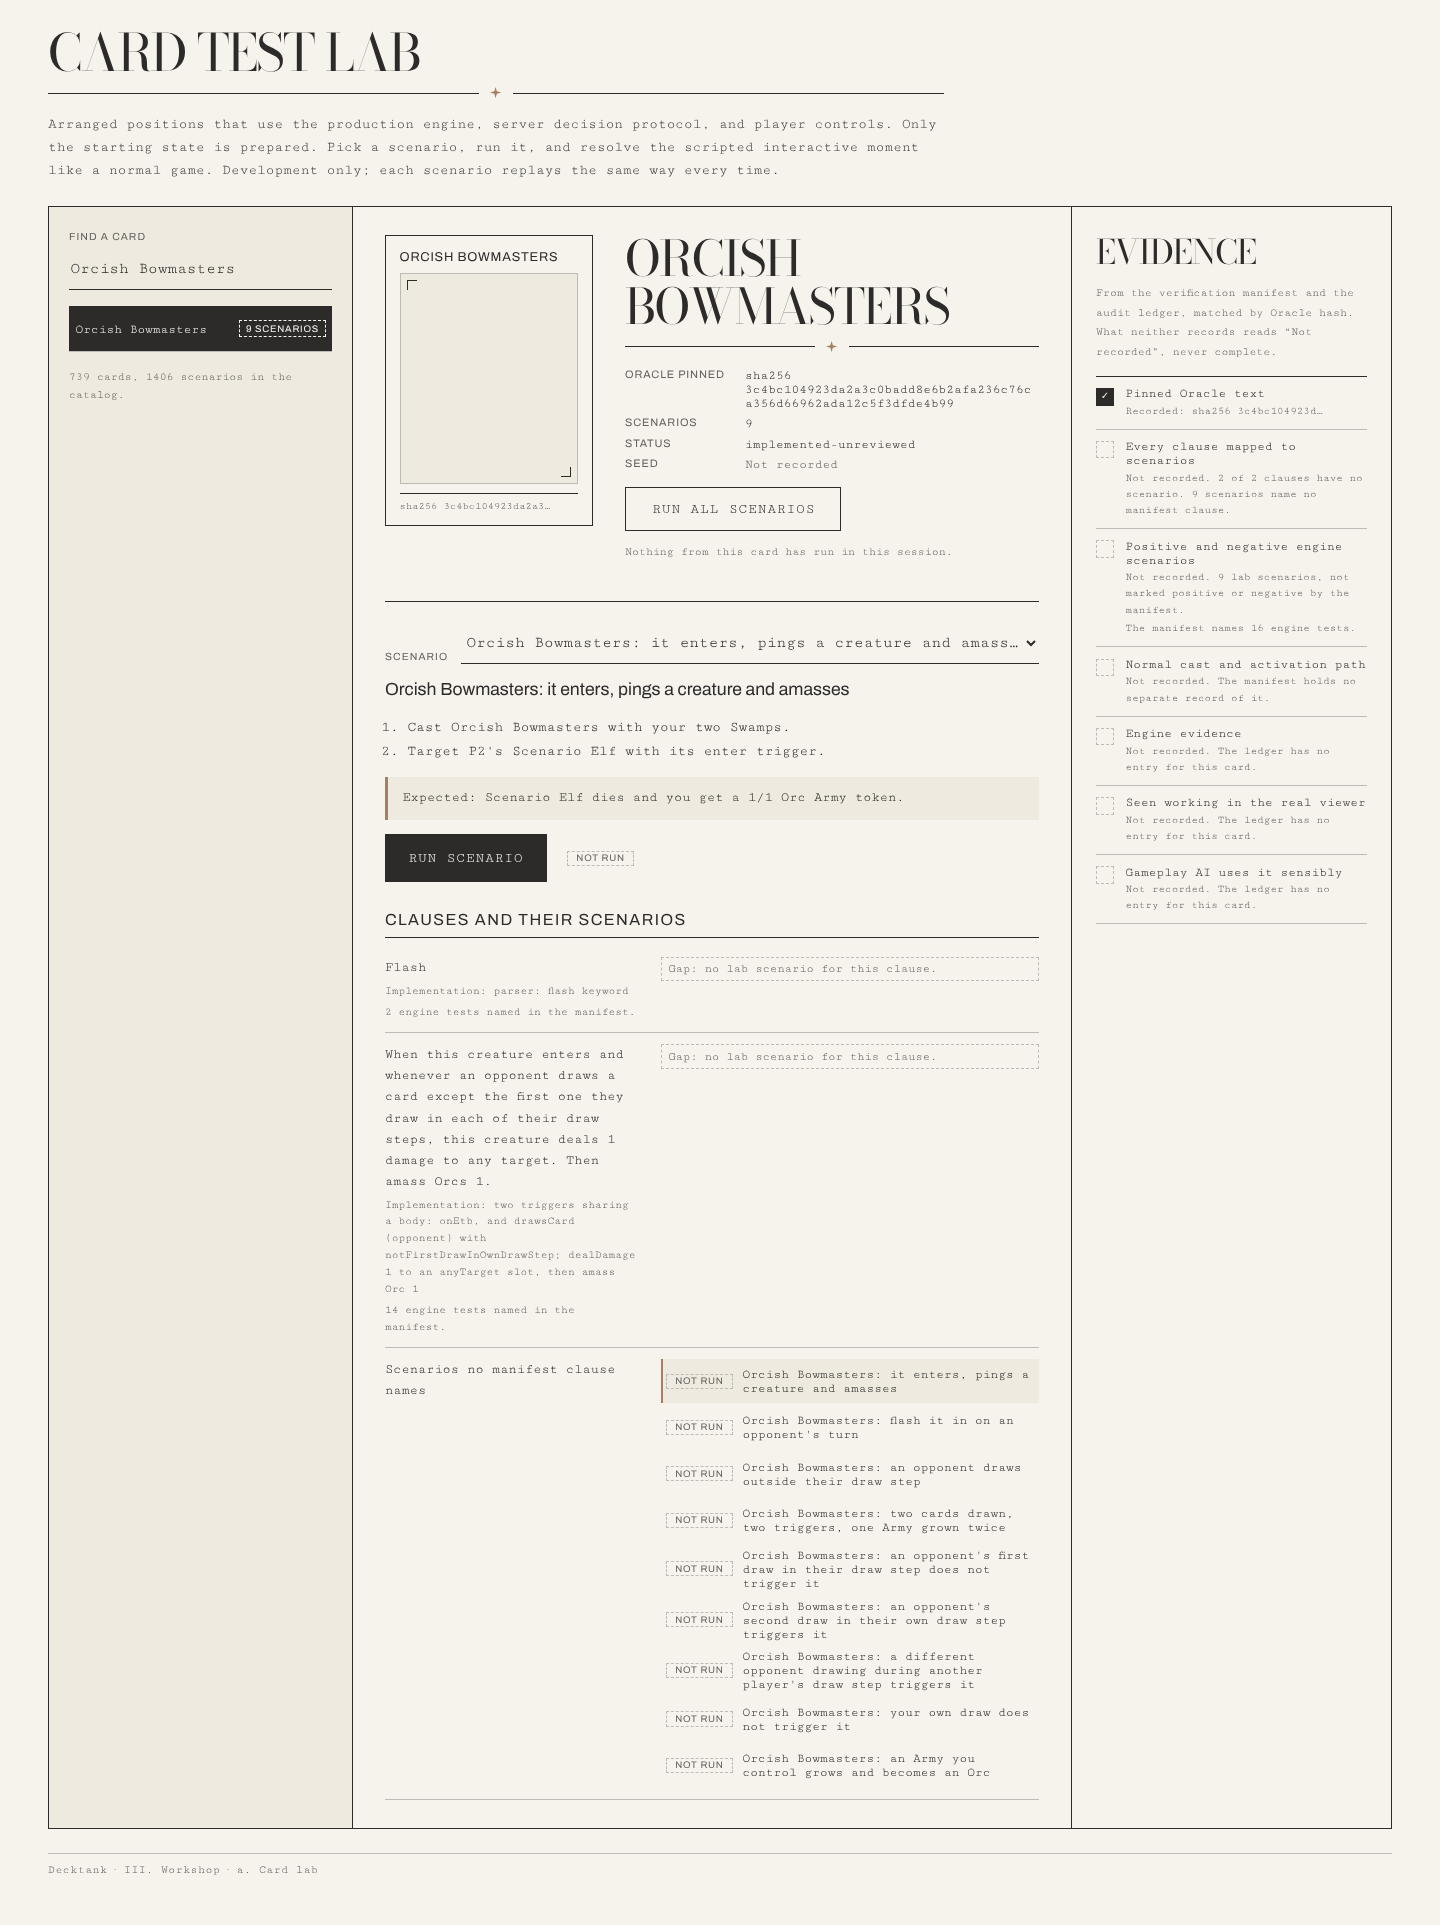 CARD TEST LAB
Arranged positions that use the production engine, server decision protocol, and player controls. Only
the starting state is prepared. Pick a scenario, run it, and resolve the scripted interactive moment
like a normal game. Development only; each scenario replays the same way every time.
FIND A CARD
Orcish Bowmasters
Orcish Bowmasters 9 SCENARIOS
739 cards, 1406 scenarios in the
catalog.
ORCISH BOWMASTERS
sha256 3c4bc104923da2a3…
ORCISH
BOWMASTERS
ORACLE PINNED sha256
3c4bc104923da2a3c0badd8e6b2afa236c76c
a356d66962ada12c5f3dfde4b99
SCENARIOS 9
STATUS implemented-unreviewed
SEED Not recorded
RUN ALL SCENARIOS
Nothing from this card has run in this session.
SCENARIO Orcish Bowmasters: it enters, pings a creature and amass…
Orcish Bowmasters: it enters, pings a creature and amasses
1. Cast Orcish Bowmasters with your two Swamps.
2. Target P2's Scenario Elf with its enter trigger.
Expected: Scenario Elf dies and you get a 1/1 Orc Army token.
RUN SCENARIO NOT RUN
CLAUSES AND THEIR SCENARIOS
Flash
Implementation: parser: flash keyword
2 engine tests named in the manifest.
Gap: no lab scenario for this clause.
When this creature enters and
whenever an opponent draws a
card except the first one they
draw in each of their draw
steps, this creature deals 1
damage to any target. Then
amass Orcs 1.
Implementation: two triggers sharing
a body: onEtb, and drawsCard
(opponent) with
notFirstDrawInOwnDrawStep; dealDamage
1 to an anyTarget slot, then amass
Orc 1
14 engine tests named in the
manifest.
Gap: no lab scenario for this clause.
Scenarios no manifest clause
names
NOT RUN Orcish Bowmasters: it enters, pings a
creature and amasses
NOT RUN Orcish Bowmasters: flash it in on an
opponent's turn
NOT RUN Orcish Bowmasters: an opponent draws
outside their draw step
NOT RUN Orcish Bowmasters: two cards drawn,
two triggers, one Army grown twice
NOT RUN Orcish Bowmasters: an opponent's first
draw in their draw step does not
trigger it
NOT RUN Orcish Bowmasters: an opponent's
second draw in their own draw step
triggers it
NOT RUN Orcish Bowmasters: a different
opponent drawing during another
player's draw step triggers it
NOT RUN Orcish Bowmasters: your own draw does
not trigger it
NOT RUN Orcish Bowmasters: an Army you
control grows and becomes an Orc
EVIDENCE
From the verification manifest and the
audit ledger, matched by Oracle hash.
What neither records reads “Not
recorded”, never complete.
✓ Pinned Oracle text
Recorded: sha256 3c4bc104923d…
Every clause mapped to
scenarios
Not recorded. 2 of 2 clauses have no
scenario. 9 scenarios name no
manifest clause.
Positive and negative engine
scenarios
Not recorded. 9 lab scenarios, not
marked positive or negative by the
manifest.
The manifest names 16 engine tests.
Normal cast and activation path
Not recorded. The manifest holds no
separate record of it.
Engine evidence
Not recorded. The ledger has no
entry for this card.
Seen working in the real viewer
Not recorded. The ledger has no
entry for this card.
Gameplay AI uses it sensibly
Not recorded. The ledger has no
entry for this card.
Decktank · III. Workshop · a. Card lab